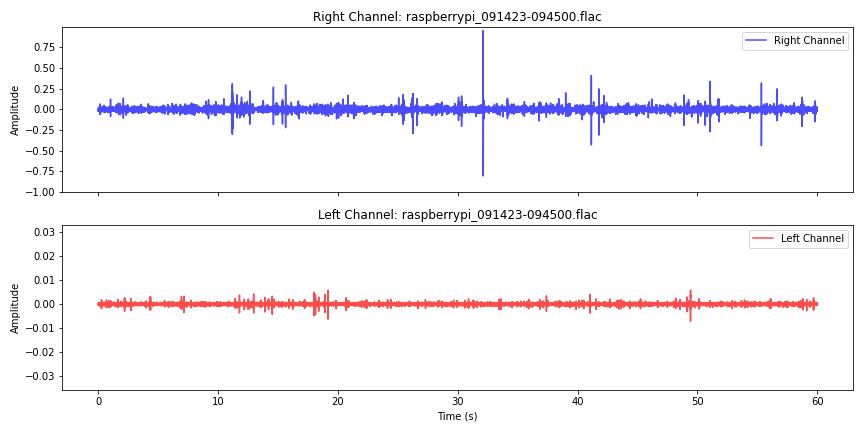 Right Channel: raspberrypi_091423-094500.flac
Right Channel
Amplitude
0.75
0.50
0.25
0.00
−0.25
−0.50
−0.75
−1.00
Left Channel: raspberrypi_091423-094500.flac
Left Channel
Amplitude
0.03
0.02
0.01
0.00
−0.01
−0.02
−0.03
0 10 20 30 40 50 60
Time (s)